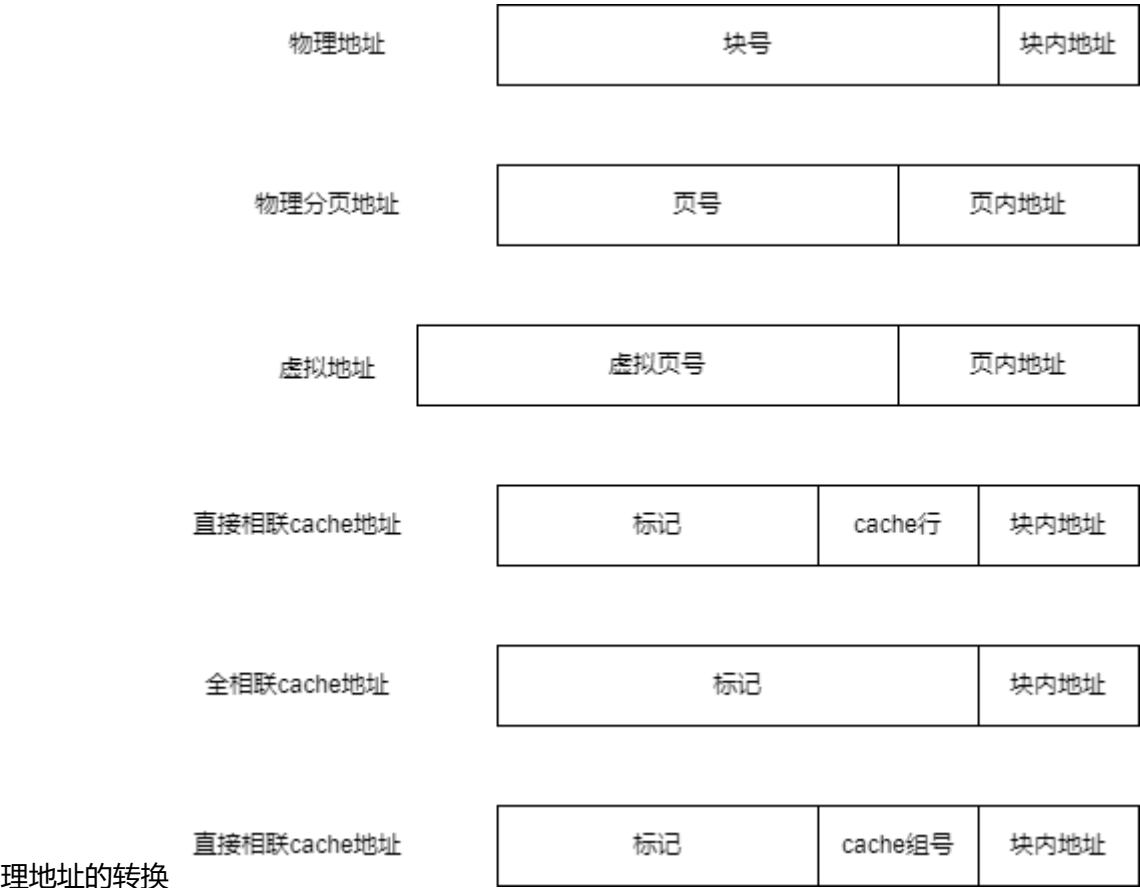 物理地址 块号 块内地址
物理分页地址 页号 页内地址
虚拟地址 虚拟页号 页内地址
直接相联cache地址 标记 cache行 块内地址
全相联cache地址 标记 块内地址
直接相联cache地址 标记 cache组号 块内地址
理地址的转换